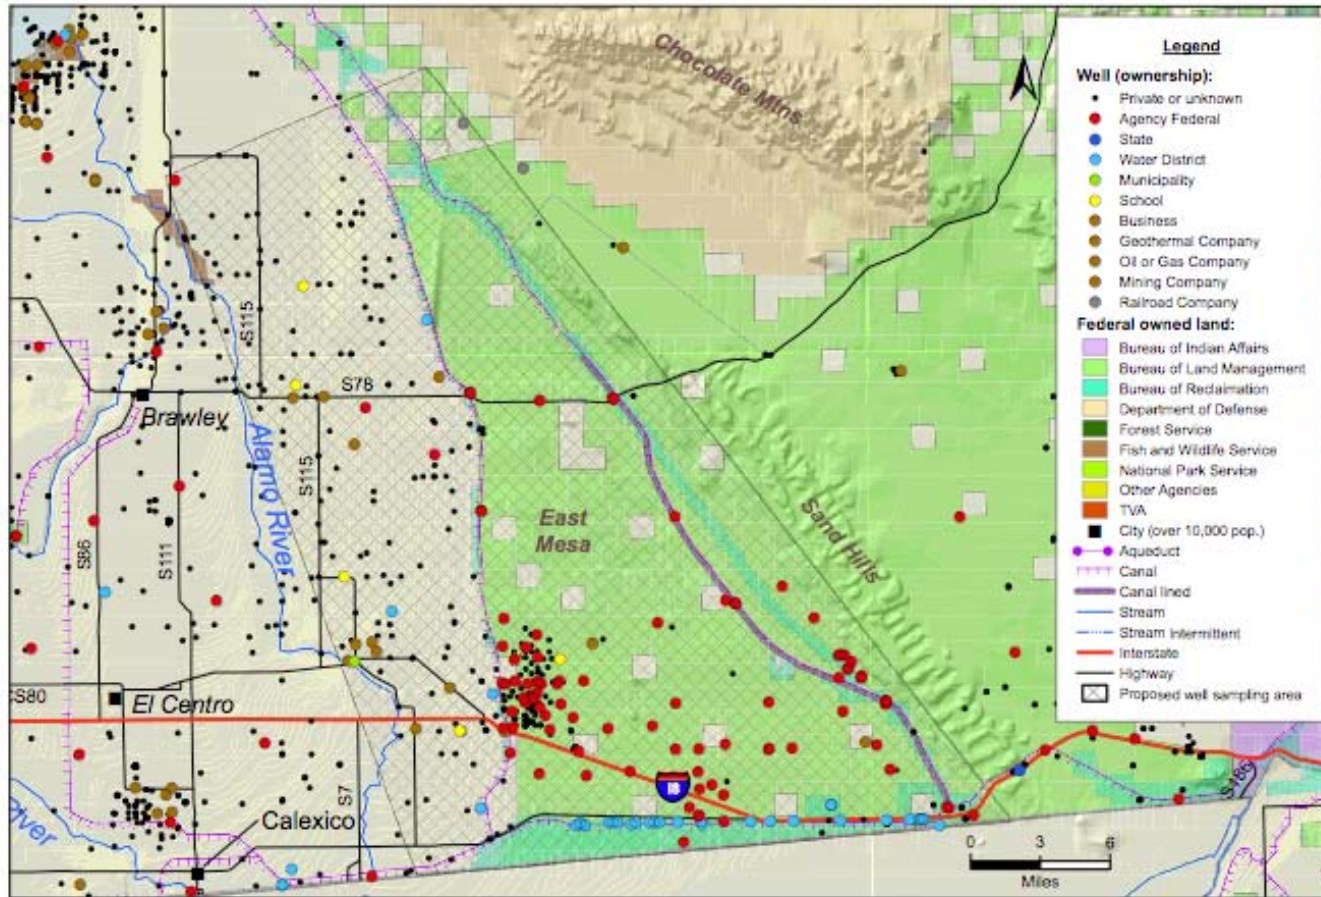 Chocolate Mtns
Legend
Well (ownership):
Private or unknown
Agency Federal
State
Water District
Municipality
School
Business
Geothermal Company
Oil or Gas Company
Mining Company
Railroad Company
Federal owned land:
Bureau of Indian Affairs
Bureau of Land Management
Bureau of Reclamation
Department of Defense
Forest Service
Fish and Wildlife Service
National Park Service
Other Agencies
TVA
City (over 10,000 pop.)
Aqueduct
Canal
Canal lined
Stream
Stream Intermittent
Interstate
Highway
Proposed well sampling area
S115
S78
Brawley
Alamo River
S115
S86
S111
East
Mesa
Sand Hills
CS80
El Centro
S7
S186
River
Calexico
0 3 6
Miles